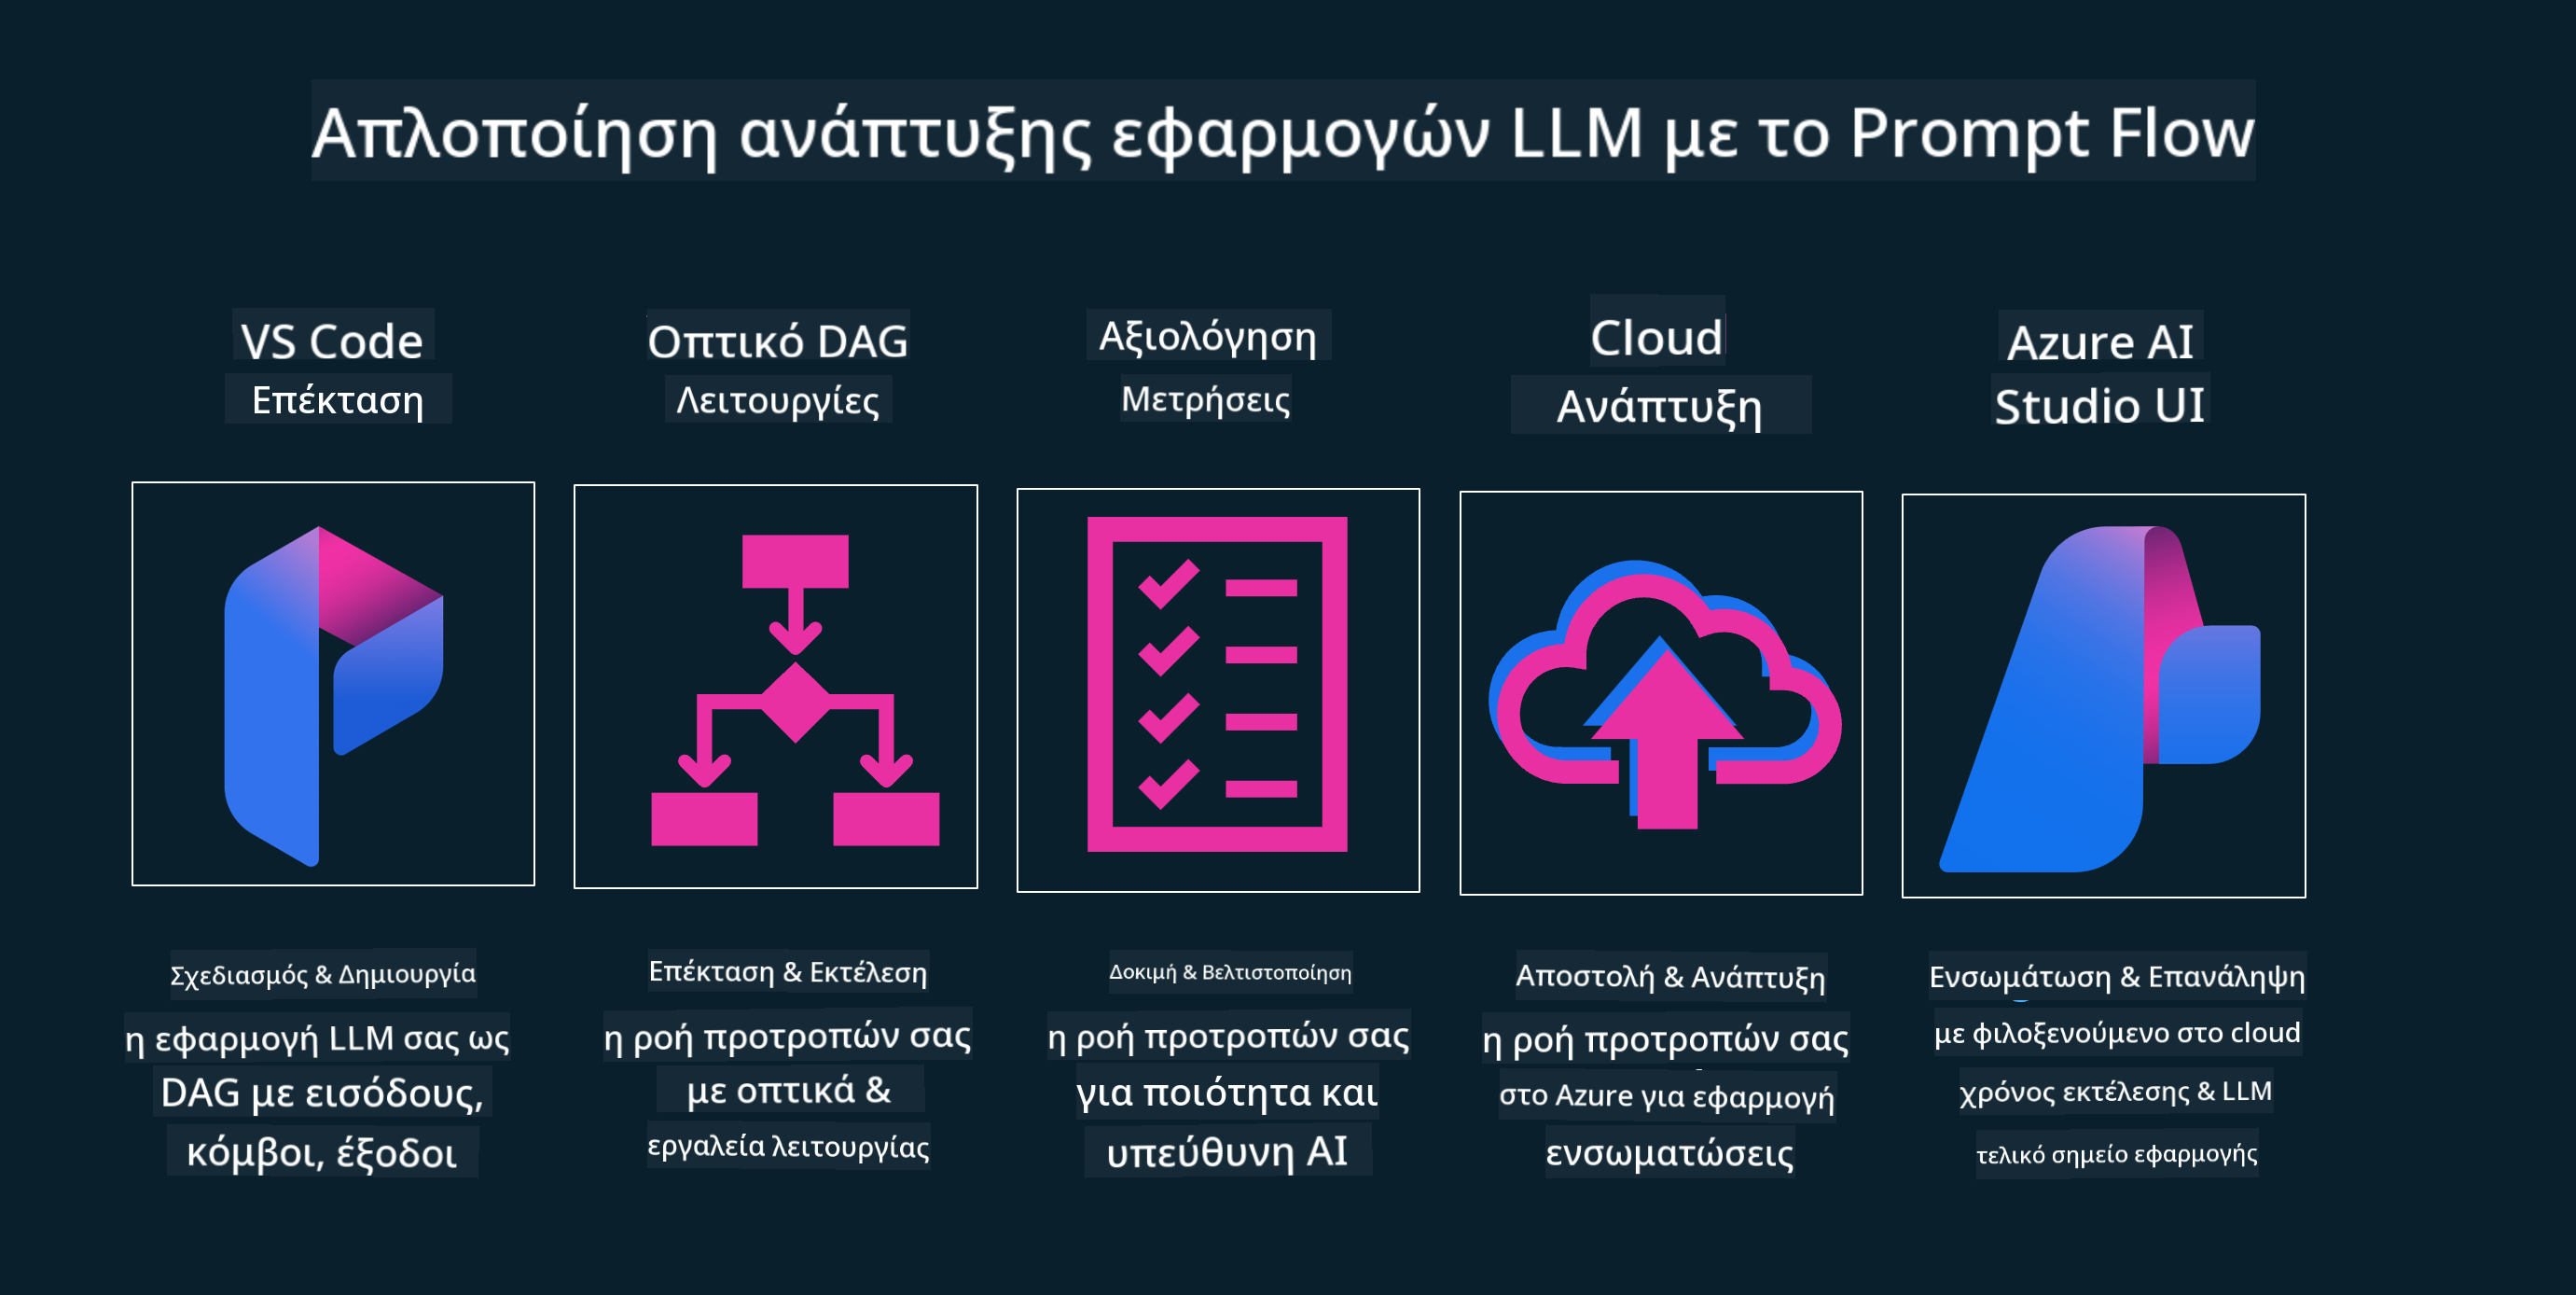 Απλοποίηση ανάπτυξης εφαρμογών LLM με το Prompt Flow
VS Code
Επέκταση
Οπτικό DAG
Λειτουργίες
Αξιολόγηση
Μετρήσεις
Cloud
Ανάπτυξη
Azure AI
Studio UI
Σχεδιασμός & Δημιουργία
η εφαρμογή LLM σας ως
DAG με εισόδους,
κόμβοι, έξοδοι
Επέκταση & Εκτέλεση
η ροή προτροπών σας
με οπτικά &
εργαλεία λειτουργίας
Δοκιμή & Βελτιστοποίηση
η ροή προτροπών σας
για ποιότητα και
υπεύθυνη AI
Αποστολή & Ανάπτυξη
η ροή προτροπών σας
στο Azure για εφαρμογή
ενσωματώσεις
Ενσωμάτωση & Επανάληψη
με φιλοξενούμενο στο cloud
χρόνος εκτέλεσης & LLM
τελικό σημείο εφαρμογής